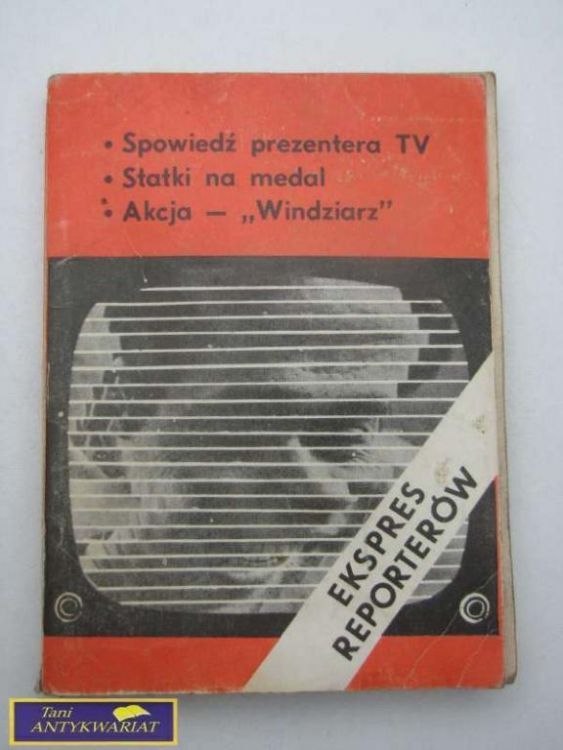 • Spowiedź prezentera TV
• Statki na medal
• Akcja — „Windziarz”
EKSPRES
REPORTERÓW
Tani
ANTYKWARIAT